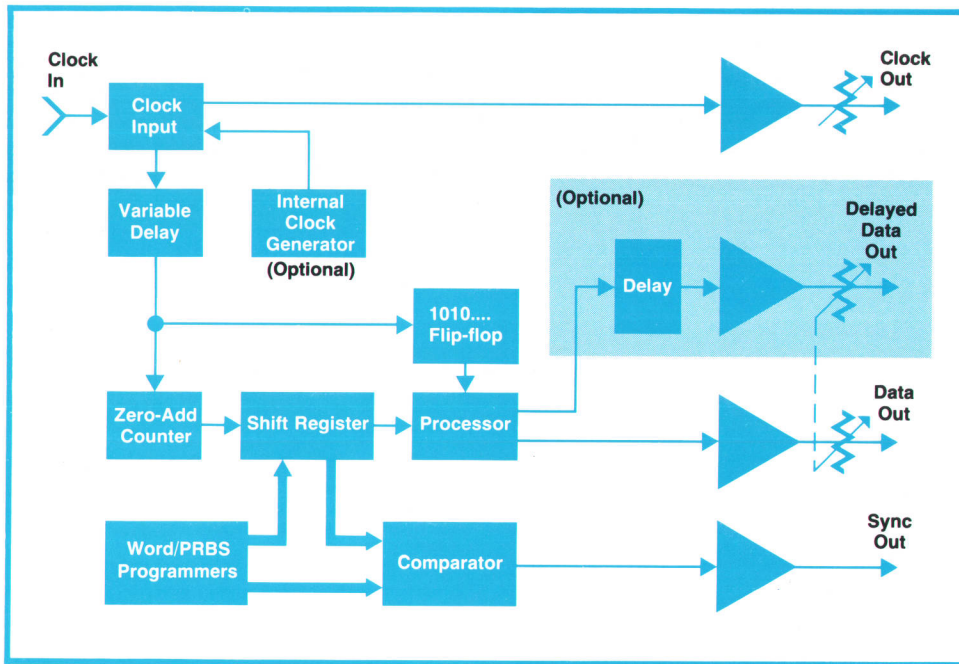 Clock
In
Clock
Input
Clock
Out
Variable
Delay
Internal
Clock
Generator
(Optional)
(Optional)
Delayed
Data
Out
Delay
1010....
Flip-flop
Zero-Add
Counter
Shift Register
Processor
Data
Out
Word/PRBS
Programmers
Comparator
Sync
Out